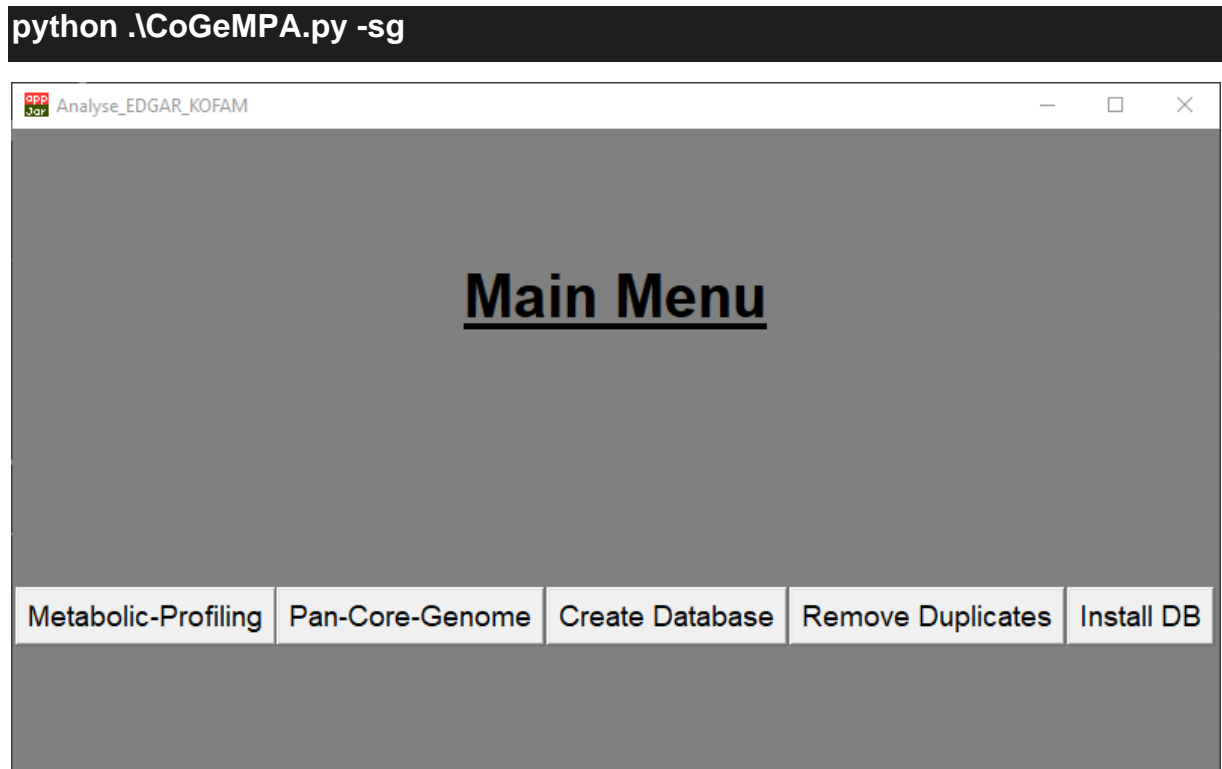 python .\CoGeMPA.py -sg
app
Jar
Analyse_EDGAR_KOFAM
Main Menu
Metabolic-Profiling Pan-Core-Genome Create Database Remove Duplicates Install DB